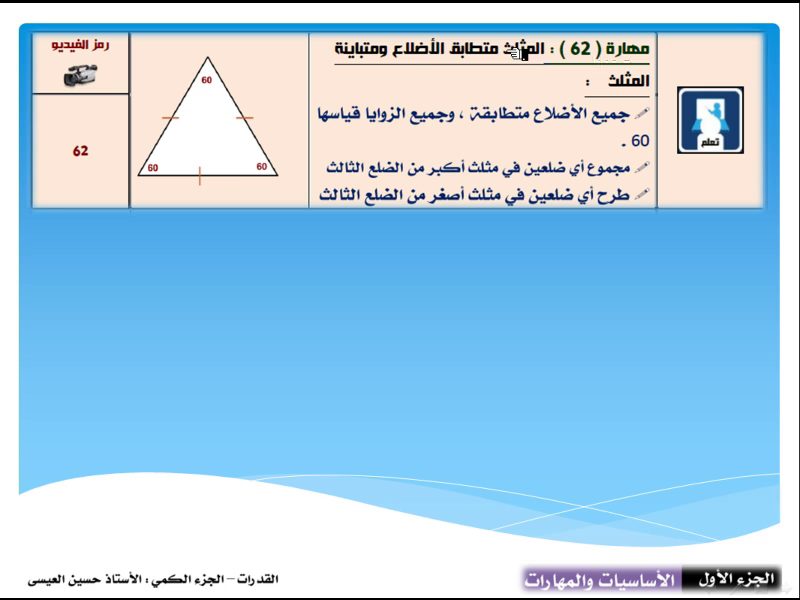 مهارة ( 62 ) : المثلث متطابق الأضلاع ومتباينة
المثلث :
جميع الأضلاع متطابقة ، وجميع الزوايا قياسها
60 .
مجموع أي ضلعين في مثلث أكبر من الضلع الثالث
طرح أي ضلعين في مثلث أصغر من الضلع الثالث
تعلم
60
60
60
رمز الفيديو
62
الجزء الأول
الأساسيات والمهارات
القدرات – الجزء الكمي : الأستاذ حسين العيسى